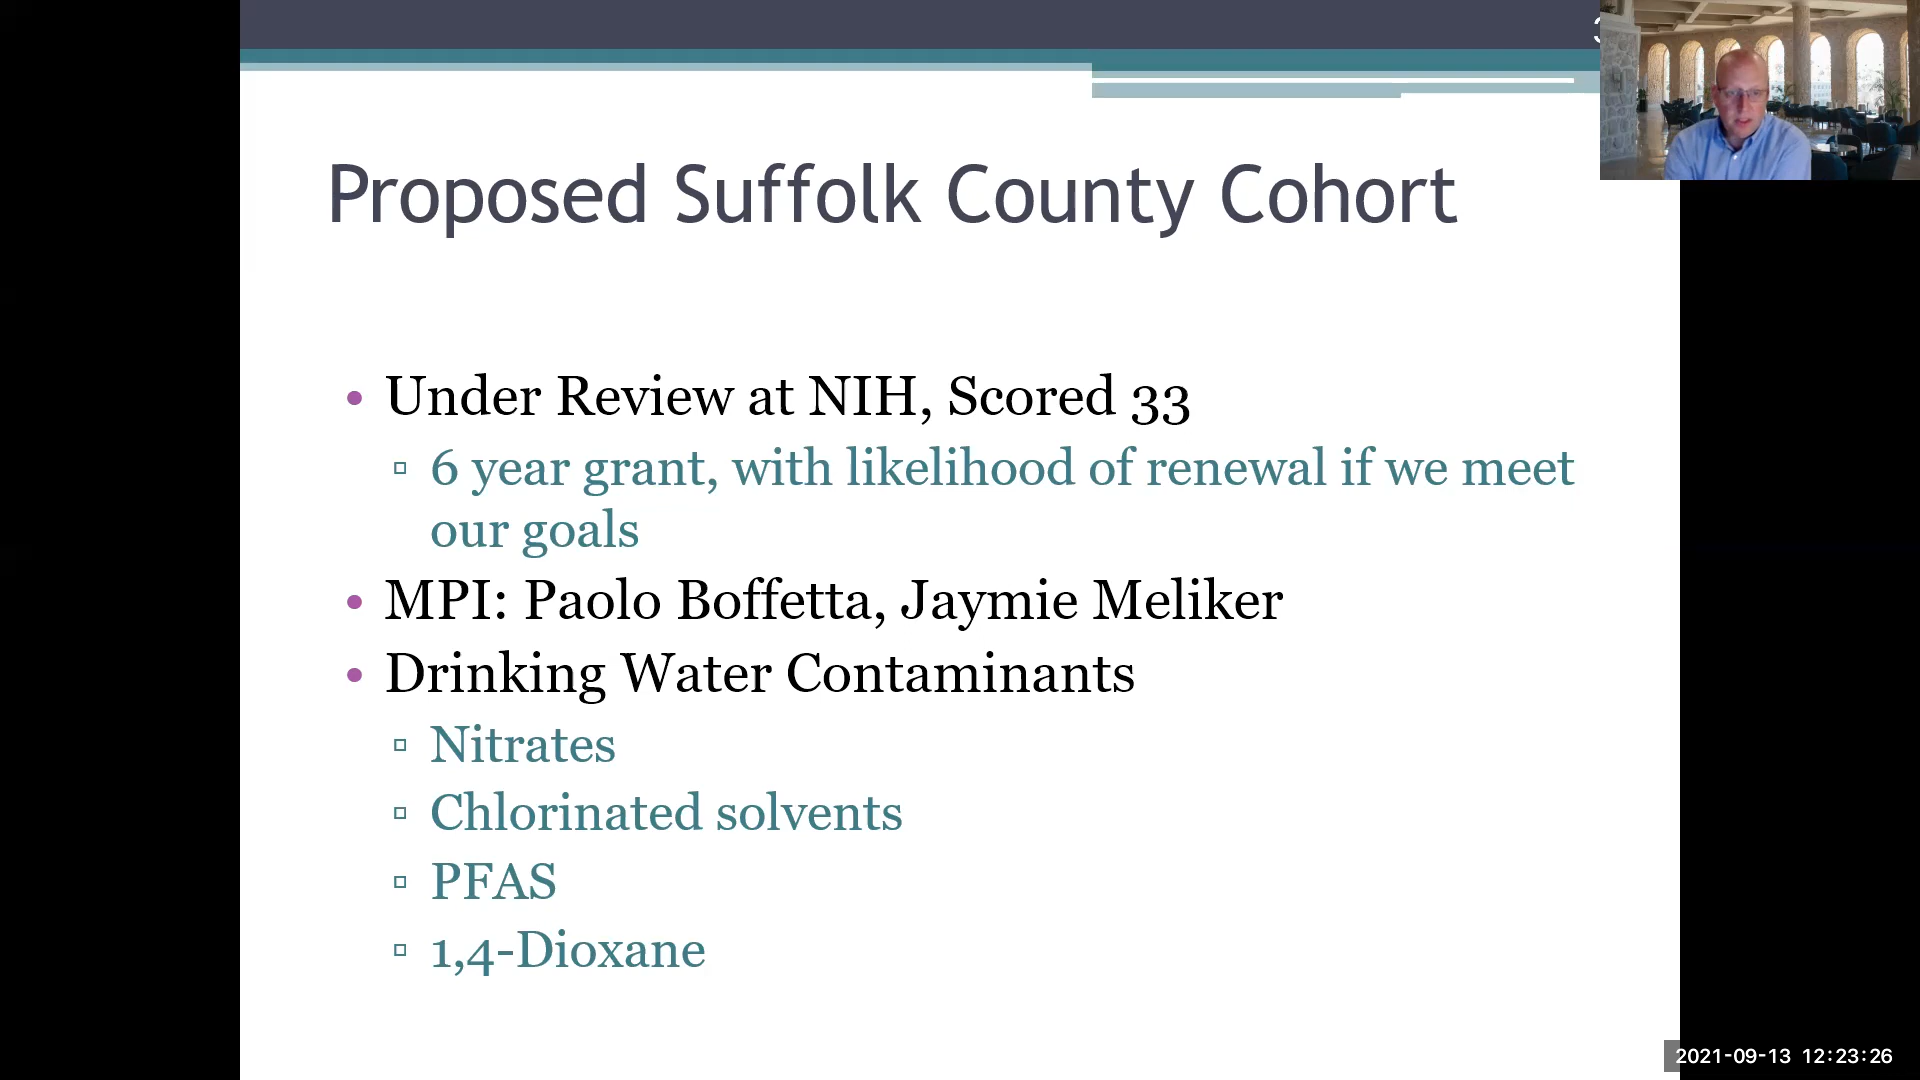 Proposed Suffolk County Cohort
• Under Review at NIH, Scored 33
▫ 6 year grant, with likelihood of renewal if we meet
our goals
• MPI: Paolo Boffetta, Jaymie Meliker
• Drinking Water Contaminants
▫ Nitrates
▫ Chlorinated solvents
▫ PFAS
▫ 1,4-Dioxane
2021-09-13 12:23:26